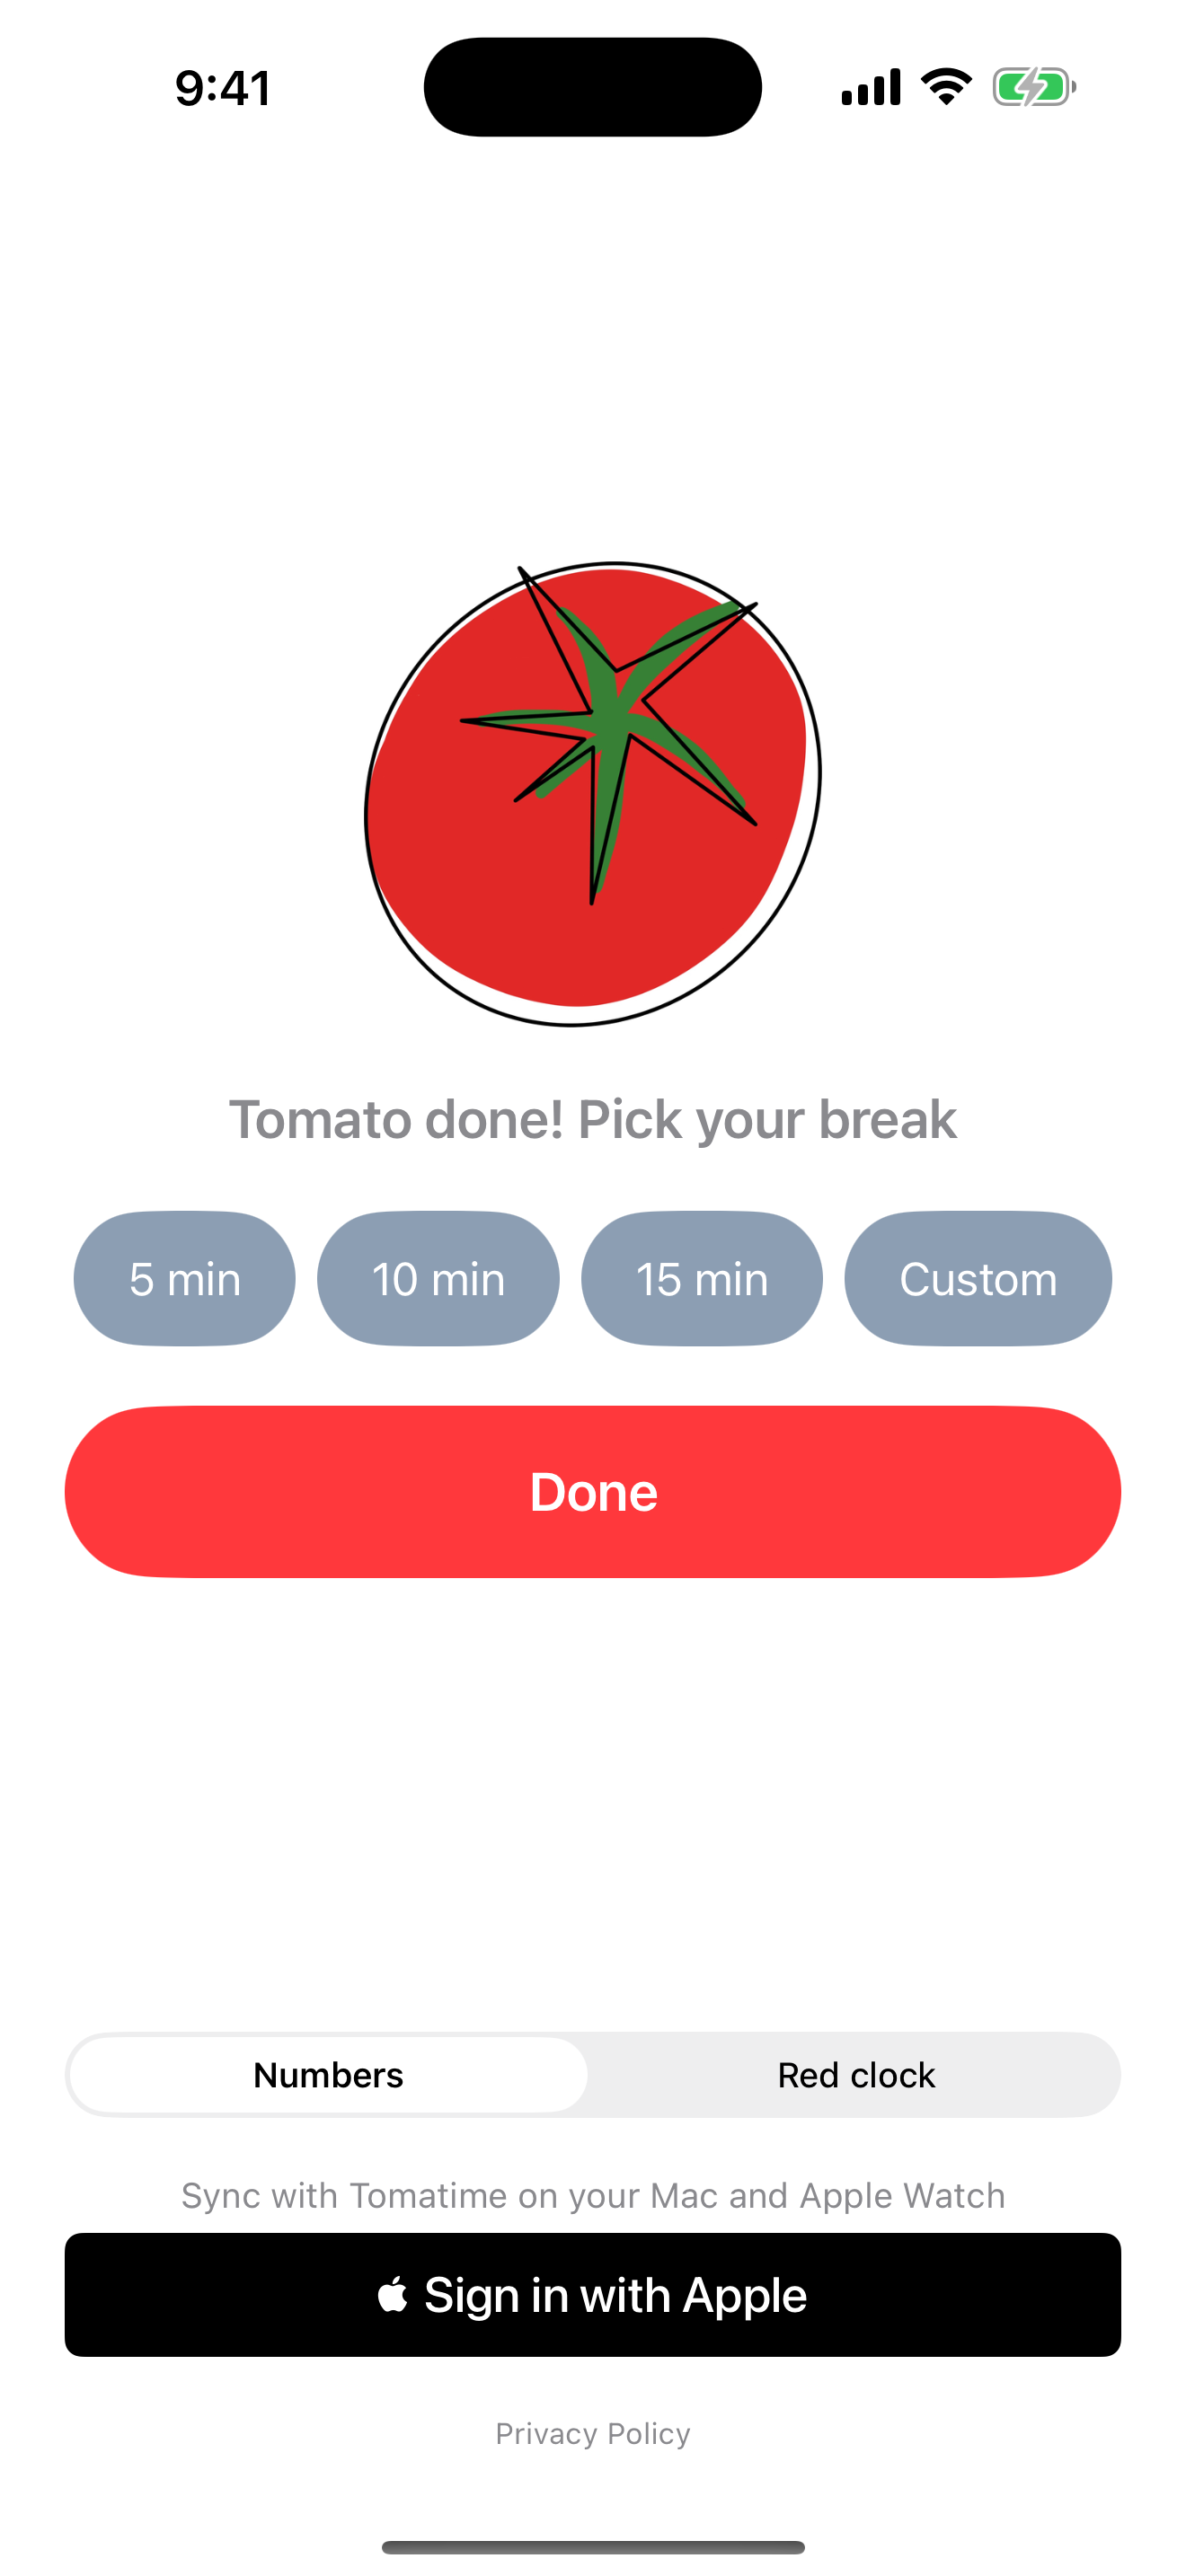 9:41
Tomato done! Pick your break
5 min 10 min 15 min Custom
Done
Numbers Red clock
Sync with Tomatime on your Mac and Apple Watch
Sign in with Apple
Privacy Policy